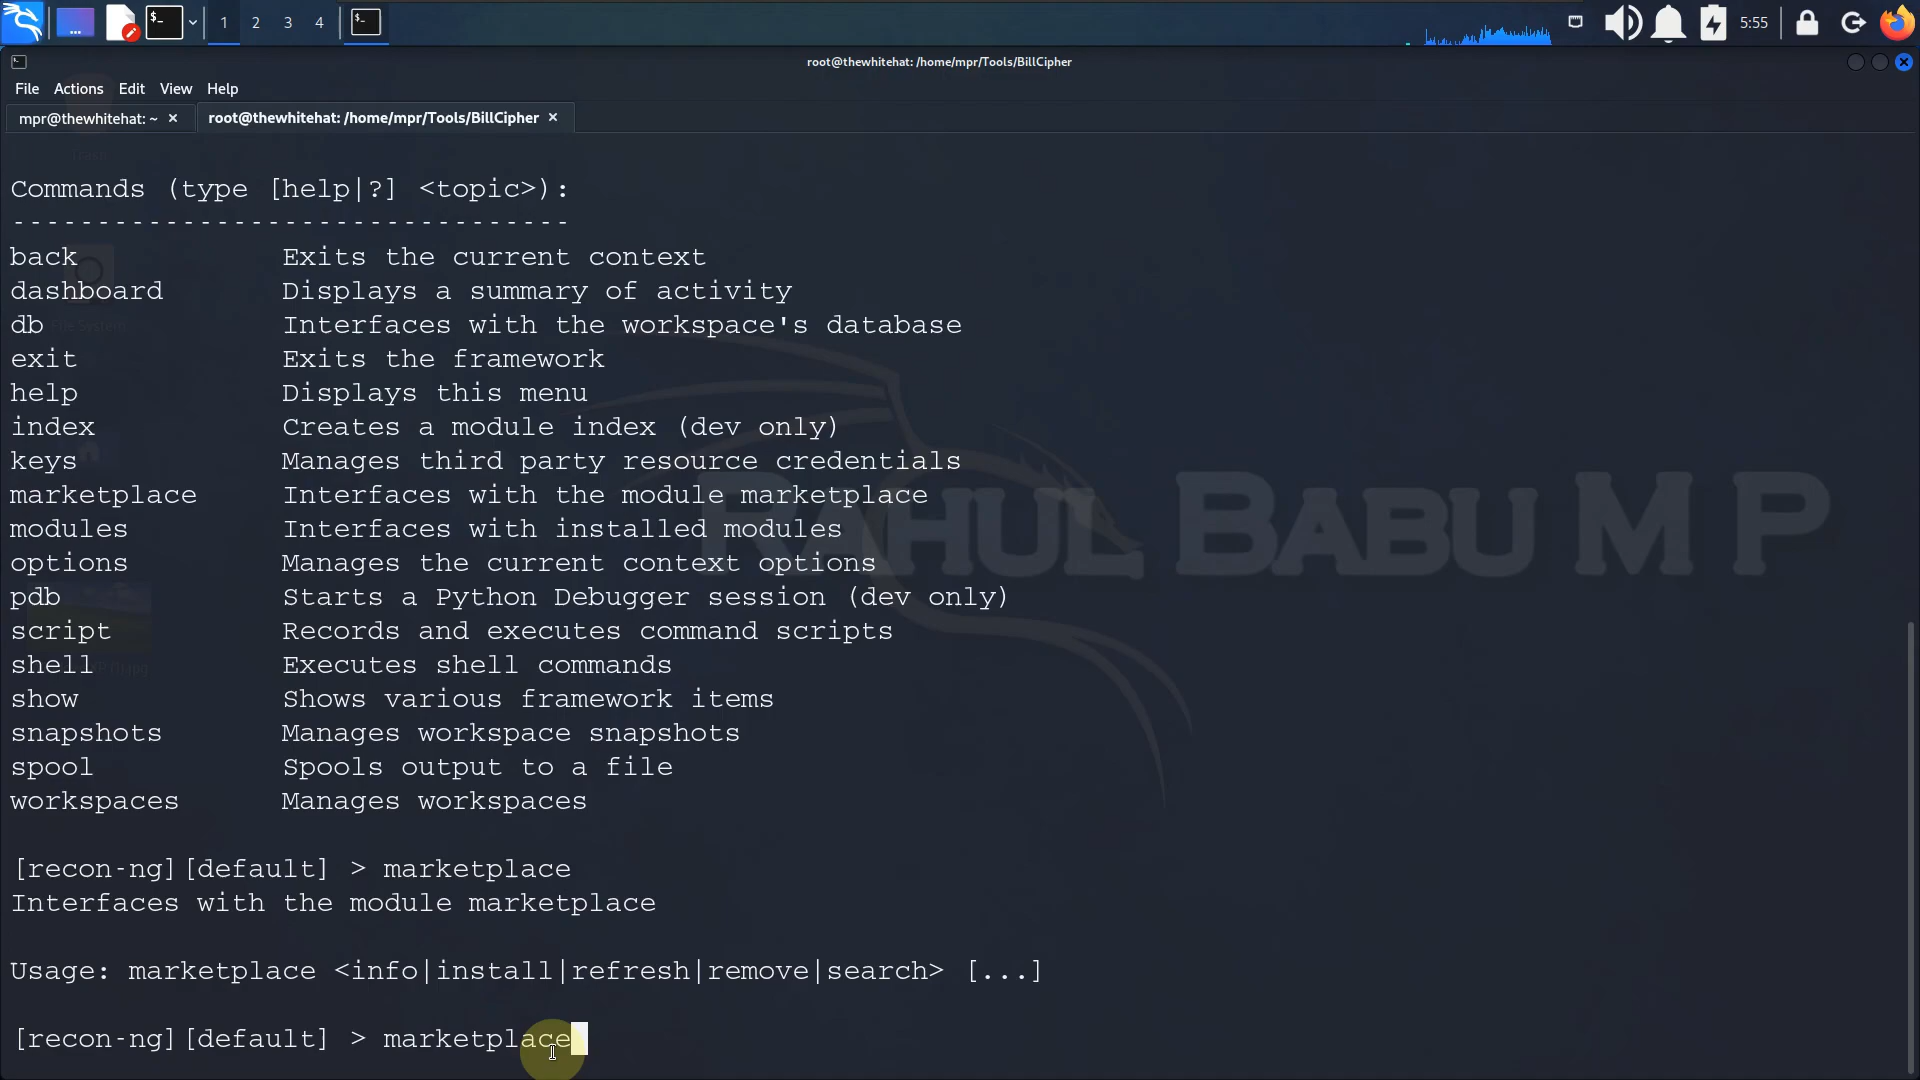 1 2 3 4 5:55
root@thewhitehat: /home/mpr/Tools/BillCipher
File Actions Edit View Help
mpr@thewhitehat: ~ × root@thewhitehat: /home/mpr/Tools/BillCipher ×
Trash
Commands (type [help|?] <topic>):
---------------------------------
back Exits the current context
dashboard Displays a summary of activity
db Interfaces with the workspace's database
File System
exit Exits the framework
help Displays this menu
index Creates a module index (dev only)
keys Manages third party resource credentials
marketplace Interfaces with the module marketplace
modules Interfaces with installed modules
RAHUL BABU M P
options Manages the current context options
pdb Starts a Python Debugger session (dev only)
script Records and executes command scripts
shell Executes shell commands
show Shows various framework items
snapshots Manages workspace snapshots
spool Spools output to a file
workspaces Manages workspaces
[recon-ng][default] > marketplace
Interfaces with the module marketplace
Usage: marketplace <info|install|refresh|remove|search> [...]
[recon-ng][default] > marketplace